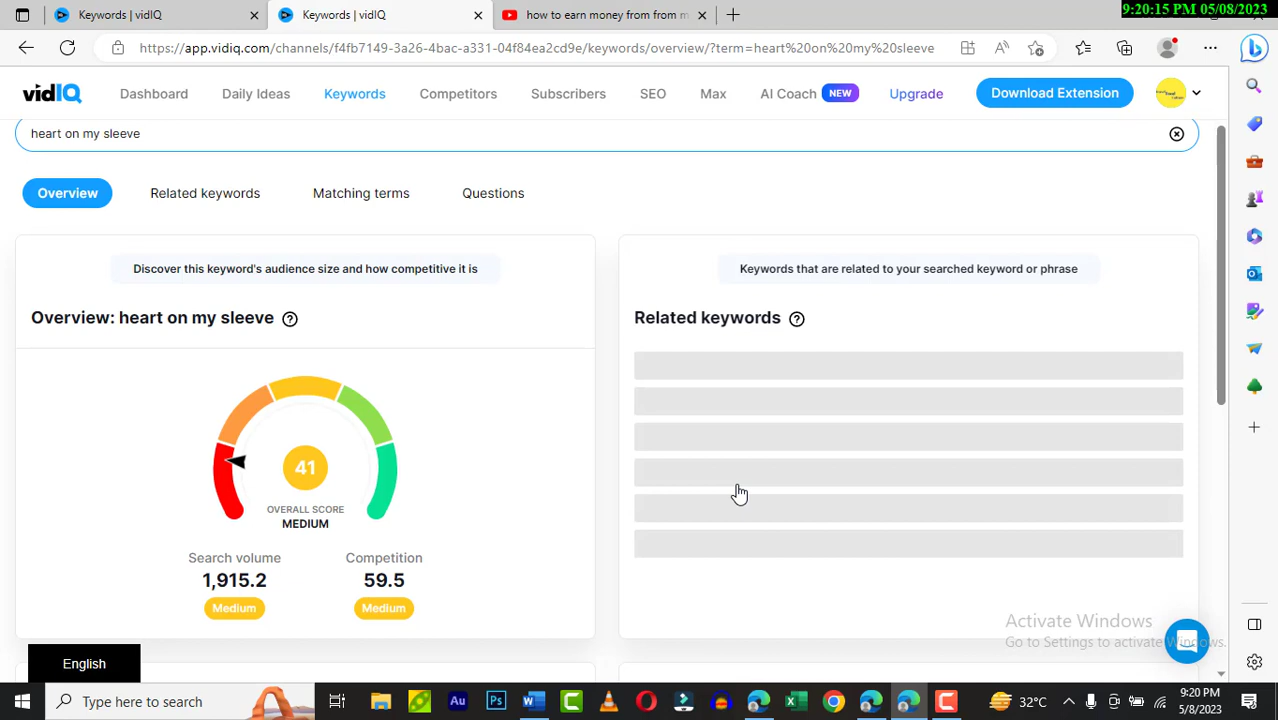 9:20:15 PM 05/08/2023
Keywords | vidIQ
Keywords | vidIQ
how to earn money from from m
https://app.vidiq.com/channels/f4fb7149-3a26-4bac-a331-04f84ea2cd9e/keywords/overview/?term=heart%20on%20my%20sleeve
vidIQ
Dashboard
Daily Ideas
Keywords
Competitors
Subscribers
SEO
Max
AI Coach NEW
Upgrade
Download Extension
heart on my sleeve
Overview
Related keywords
Matching terms
Questions
Discover this keyword's audience size and how competitive it is
Overview: heart on my sleeve
41
OVERALL SCORE
MEDIUM
Search volume
1,915.2
Medium
Competition
59.5
Medium
Keywords that are related to your searched keyword or phrase
Related keywords
Activate Windows
Go to Settings to activate Windows.
English
Type here to search
Au
Ps
32°C
9:20 PM
5/8/2023